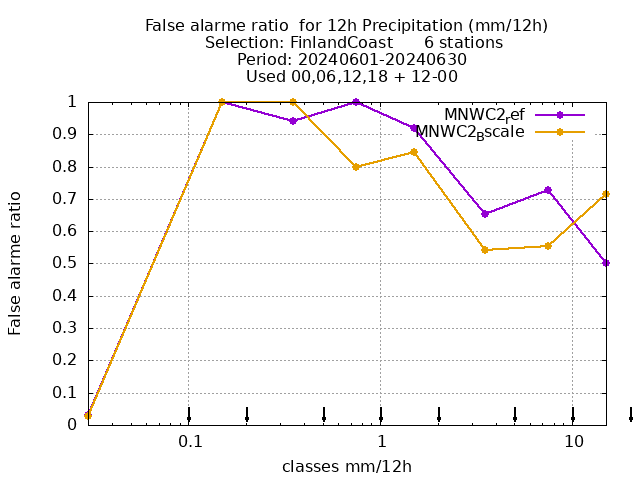 False alarme ratio  for 12h Precipitation (mm/12h)
Selection: FinlandCoast      6 stations
Period: 20240601-20240630
Used 00,06,12,18 + 12-00
MNWC2ref
MNWC2Bscale
1
0.9
0.8
0.7
0.6
0.5
0.4
0.3
0.2
0.1
0
False alarme ratio
0.1
1
10
classes mm/12h